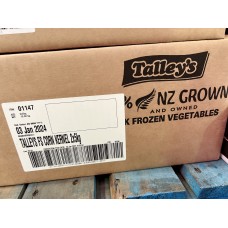 Talley's
% NZ GROWN
AND OWNED
X FROZEN VEGETABLES
01147
03 Jan 2024
TALLEYS FS CORN KERNEL 2x5kg